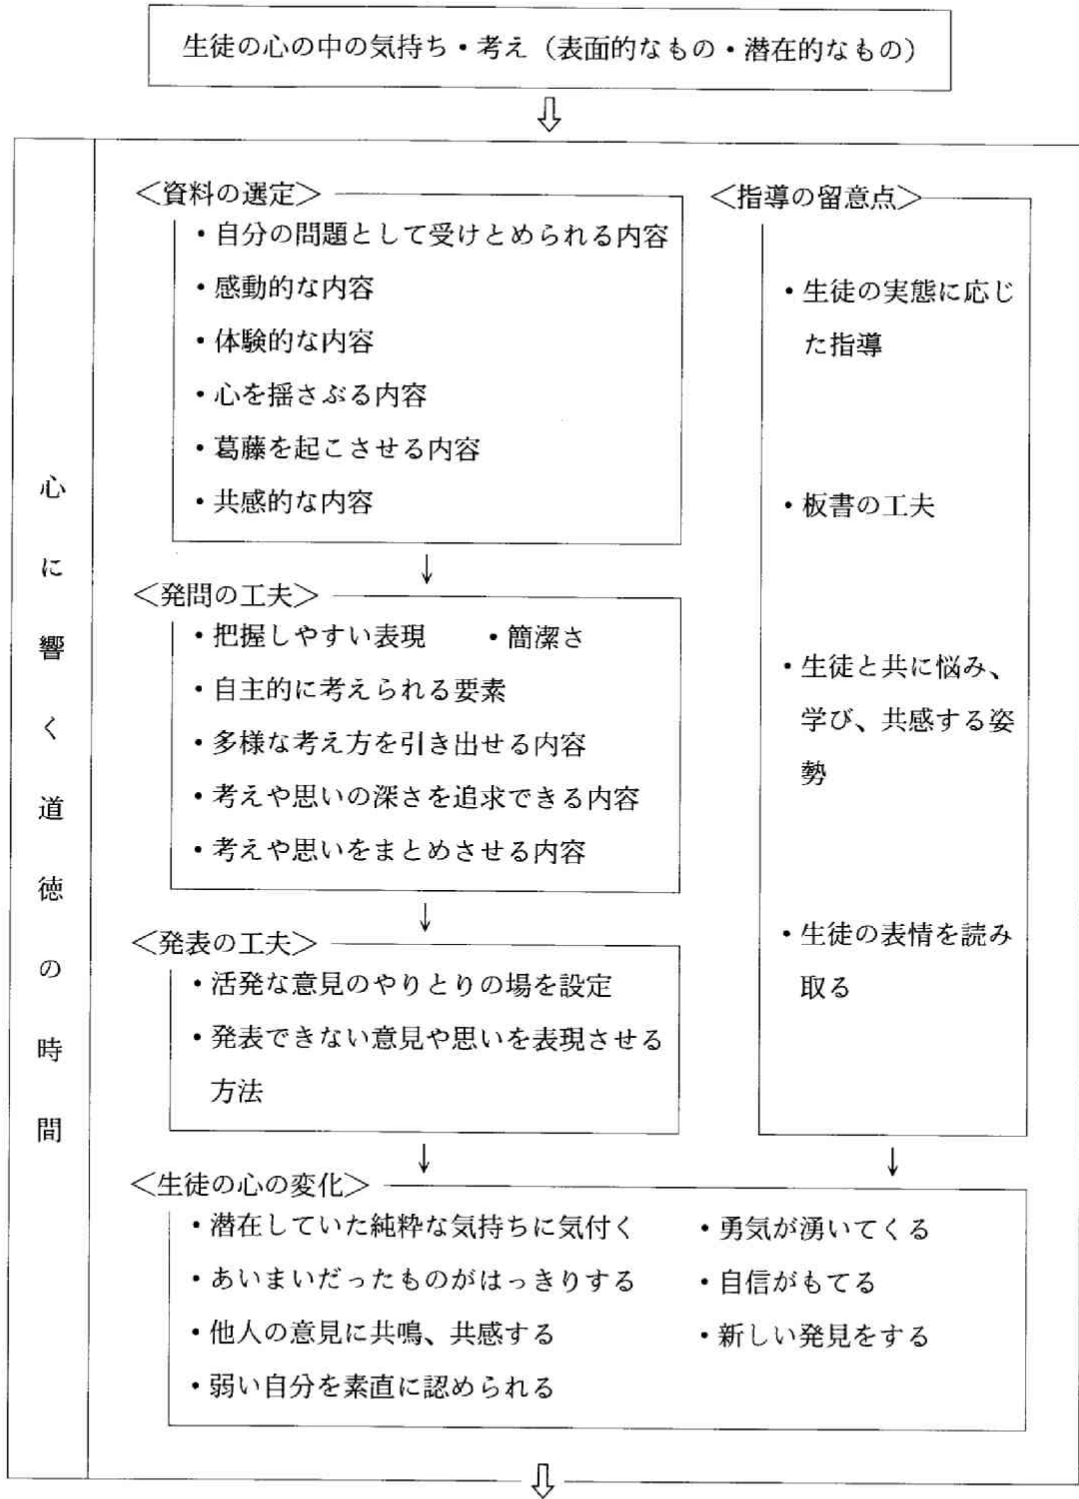 生徒の心の中の気持ち・考え（表面的なもの・潜在的なもの）
心に響く道徳の時間
＜資料の選定＞
・自分の問題として受けとめられる内容
・感動的な内容
・体験的な内容
・心を揺さぶる内容
・葛藤を起こさせる内容
・共感的な内容
＜発問の工夫＞
・把握しやすい表現　・簡潔さ
・自主的に考えられる要素
・多様な考え方を引き出せる内容
・考えや思いの深さを追求できる内容
・考えや思いをまとめさせる内容
＜発表の工夫＞
・活発な意見のやりとりの場を設定
・発表できない意見や思いを表現させる
方法
＜指導の留意点＞
・生徒の実態に応じ
た指導
・板書の工夫
・生徒と共に悩み、
学び、共感する姿
勢
・生徒の表情を読み
取る
＜生徒の心の変化＞
・潜在していた純粋な気持ちに気付く
・あいまいだったものがはっきりする
・他人の意見に共鳴、共感する
・弱い自分を素直に認められる
・勇気が湧いてくる
・自信がもてる
・新しい発見をする